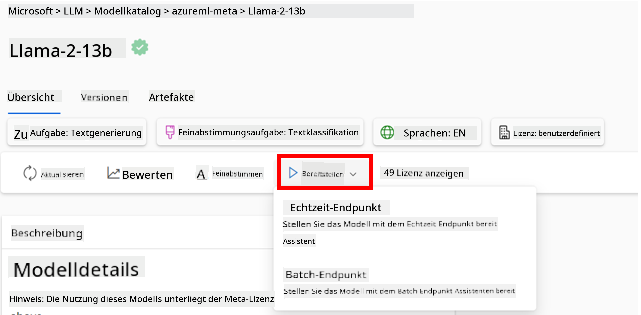 Microsoft > LLM > Modellkatalog > azureml-meta > Llama-2-13b
Llama-2-13b
Übersicht Versionen Artefakte
Zu Aufgabe: Textgenerierung Feinabstimmungsaufgabe: Textklassifikation Sprachen: EN Lizenz: benutzerdefiniert
Aktualisieren Bewerten Feinabstimmen 49 Lizenz anzeigen
Echtzeit-Endpunkt
Stellen Sie das Modell mit dem Echtzeit Endpunkt bereit
Assistent
Beschreibung
Batch-Endpunkt
Modelldetails
Stellen Sie das Modell mit dem Batch Endpunkt Assistenten bereit
Hinweis: Die Nutzung dieses Modells unterliegt der Meta-Lizenz